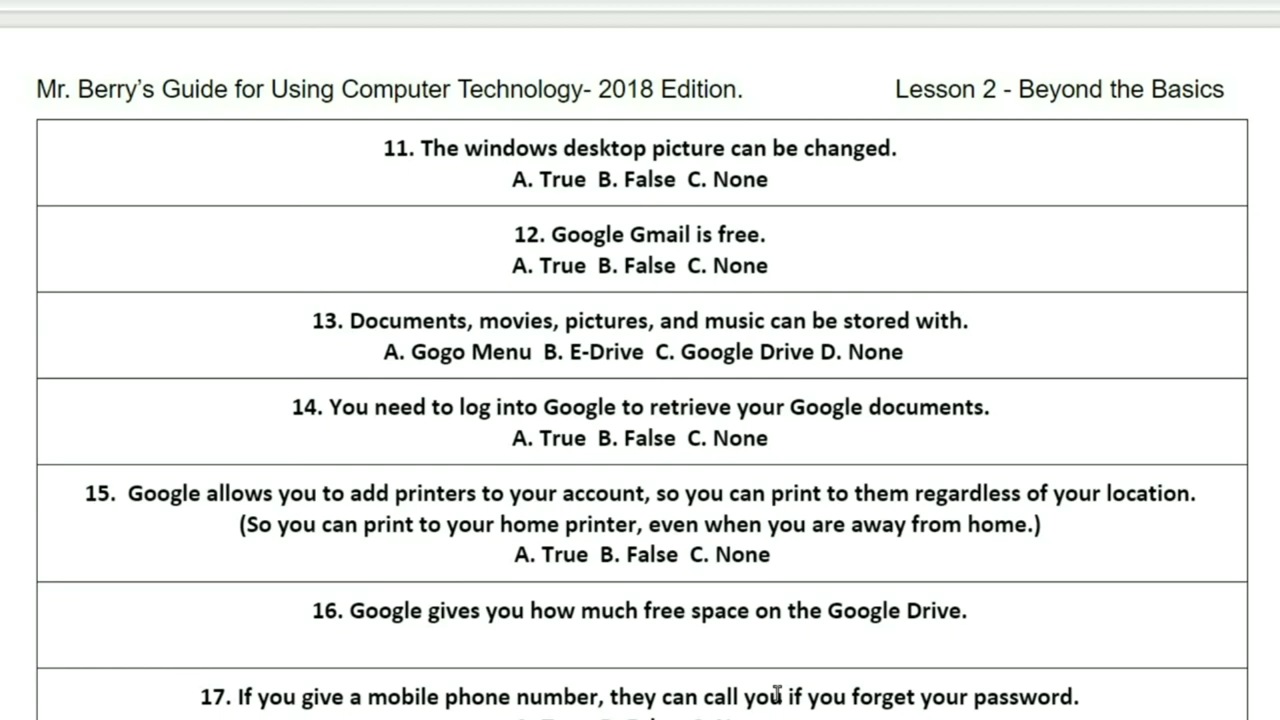 Mr. Berry's Guide for Using Computer Technology- 2018 Edition.
Lesson 2 - Beyond the Basics
11. The windows desktop picture can be changed.
A. True B. False C. None
12. Google Gmail is free.
A. True B. False C. None
13. Documents, movies, pictures, and music can be stored with.
A. Gogo Menu B. E-Drive C. Google Drive D. None
14. You need to log into Google to retrieve your Google documents.
A. True B. False C. None
15. Google allows you to add printers to your account, so you can print to them regardless of your location.
(So you can print to your home printer, even when you are away from home.)
A. True B. False C. None
16. Google gives you how much free space on the Google Drive.
17. If you give a mobile phone number, they can call you if you forget your password.